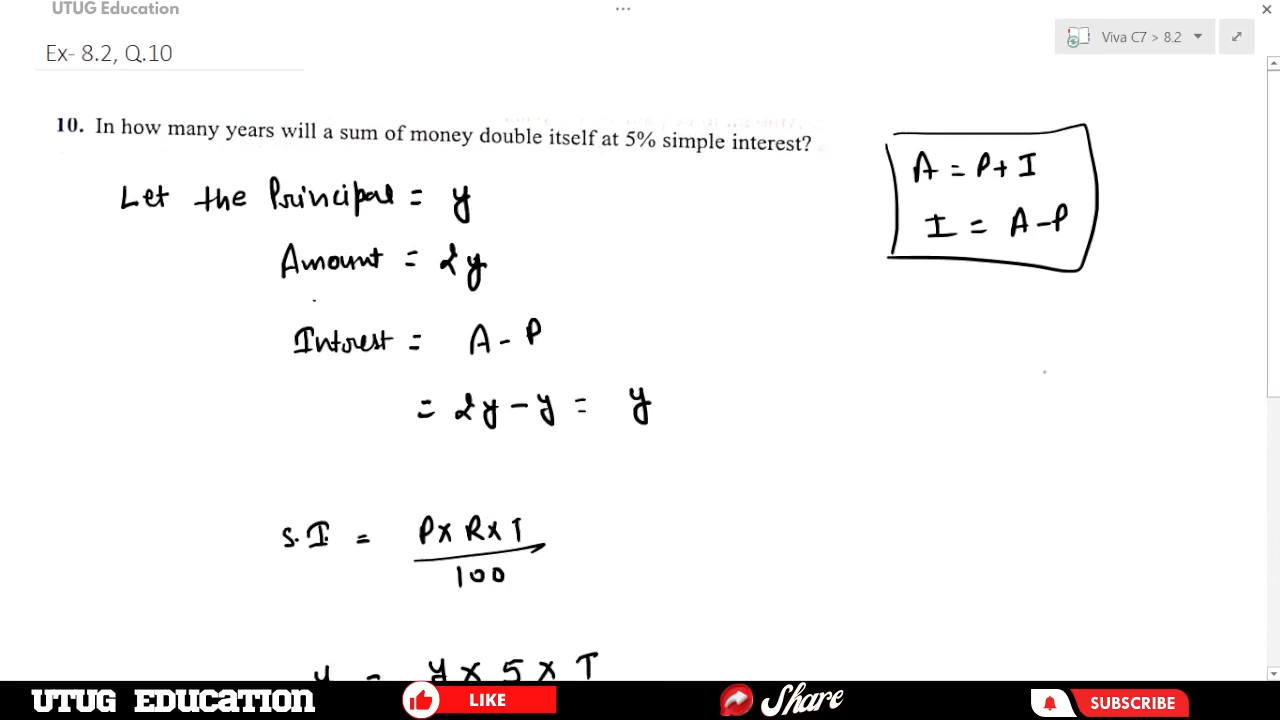 UTUG Education
Ex- 8.2, Q.10
Viva C7 > 8.2
10. In how many years will a sum of money double itself at 5% simple interest?
A = P + I
I = A - P
Let the Principal = y
Amount = 2y
Interest = A - P
= 2y - y = y
S.I = P x R x T
100
y = y x 5 x T
UTUG EDUCATION
LIKE
Share
SUBSCRIBE